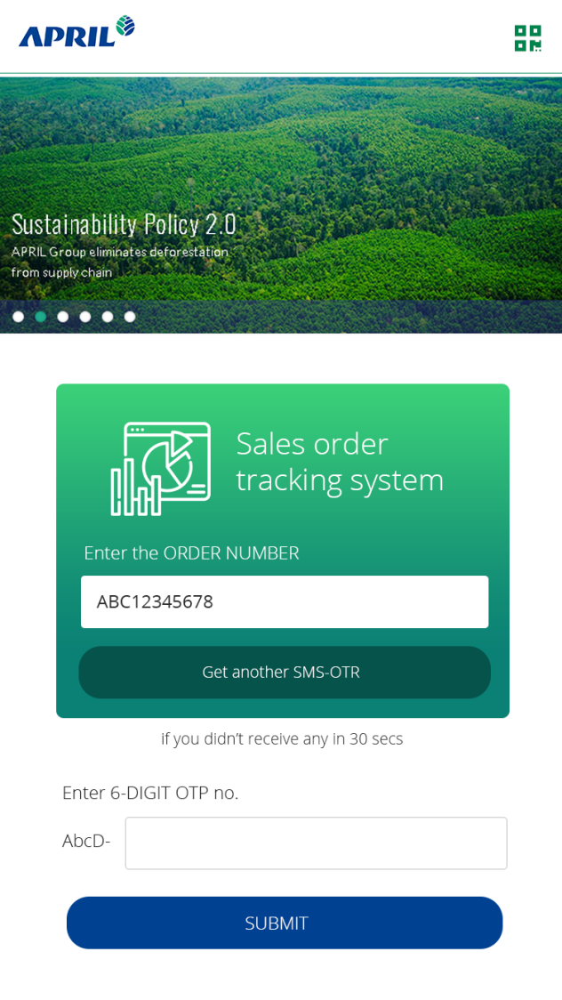 APRIL
Sustainability Policy 2.0
APRIL Group eliminates deforestation
from supply chain
Sales order
tracking system
Enter the ORDER NUMBER
ABC12345678
Get another SMS-OTR
if you didn’t receive any in 30 secs
Enter 6-DIGIT OTP no.
AbcD-
SUBMIT